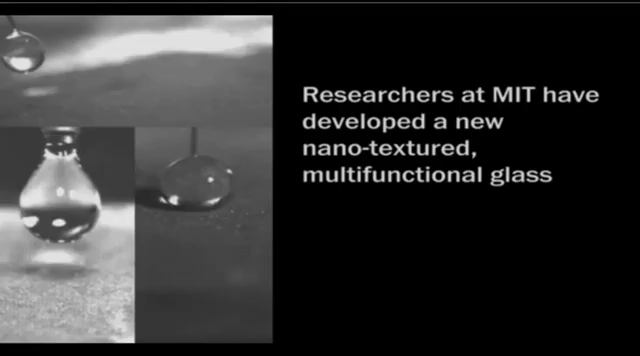 Researchers at MIT have
developed a new
nano-textured,
multifunctional glass